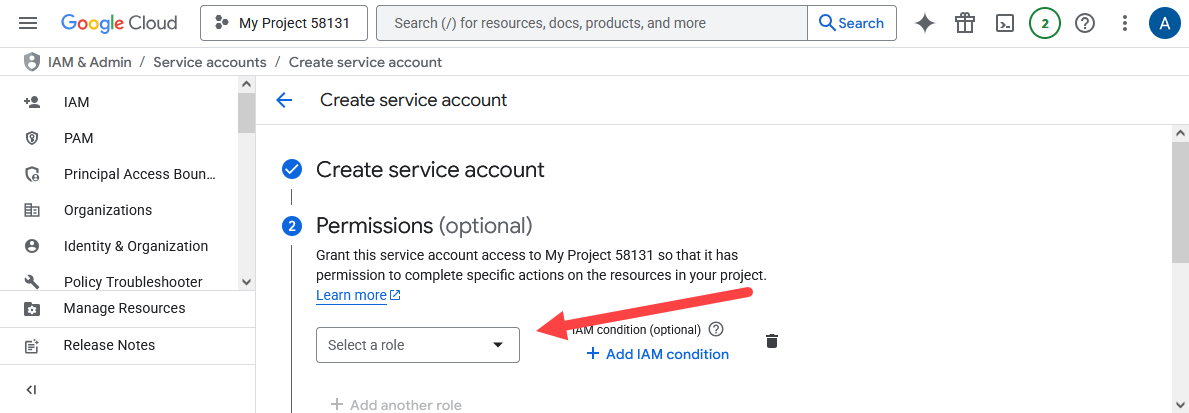 Google Cloud
My Project 58131
Search (/) for resources, docs, products, and more
Search
2
A
IAM & Admin / Service accounts / Create service account
IAM
PAM
Principal Access Boun...
Organizations
Identity & Organization
Policy Troubleshooter
Manage Resources
Release Notes
Create service account
Create service account
2 Permissions (optional)
Grant this service account access to My Project 58131 so that it has
permission to complete specific actions on the resources in your project.
Learn more
IAM condition (optional)
Select a role
+ Add IAM condition
+ Add another role